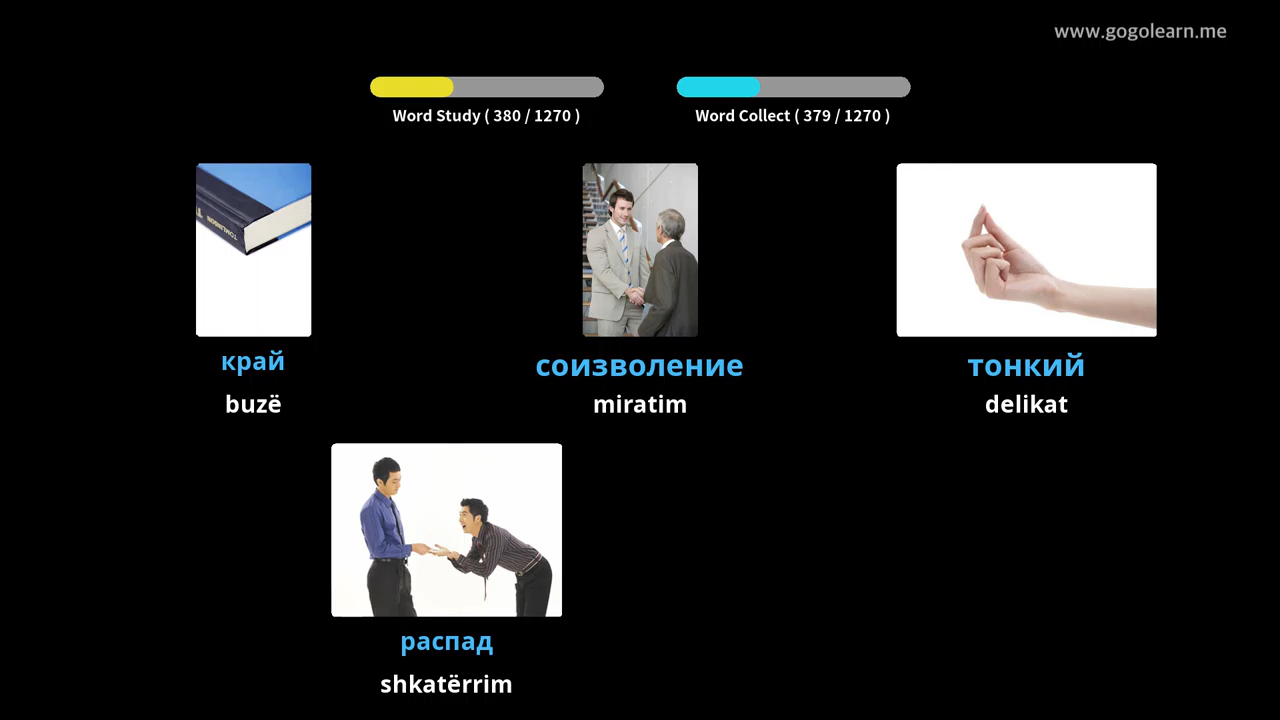 www.gogolearn.me
Word Study ( 380 / 1270 )
Word Collect ( 379 / 1270 )
TOMLINSON
край
соизволение
тонкий
buzë
miratim
delikat
распад
shkatërrim